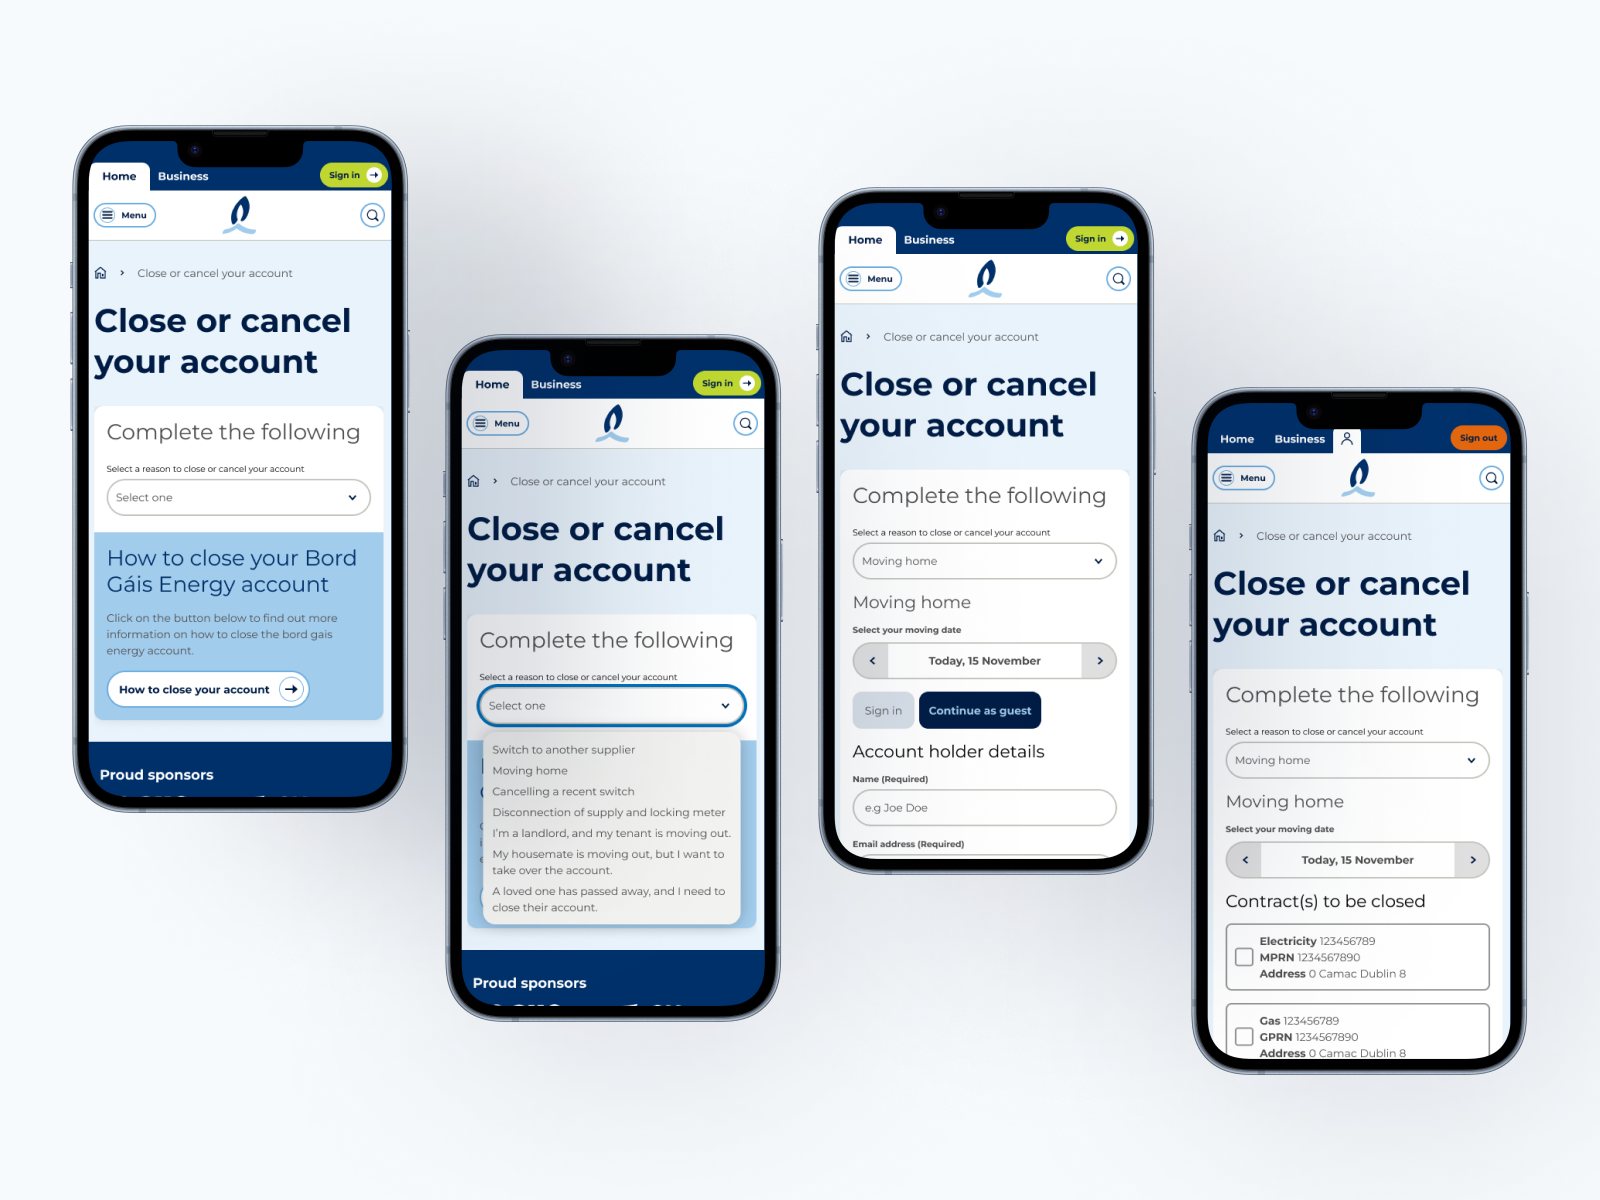 Home
Business
Sign in
Menu
Close or cancel your account
Close or cancel
your account
Complete the following
Select a reason to close or cancel your account
Select one
How to close your Bord
Gáis Energy account
Click on the button below to find out more
information on how to close the bord gais
energy account.
How to close your account
Proud sponsors
Home
Business
Sign in
Menu
Close or cancel your account
Close or cancel
your account
Complete the following
Select a reason to close or cancel your account
Select one
Switch to another supplier
Moving home
Cancelling a recent switch
Disconnection of supply and locking meter
I'm a landlord, and my tenant is moving out.
My housemate is moving out, but I want to
take over the account.
A loved one has passed away, and I need to
close their account.
Proud sponsors
Home
Business
Sign in
Menu
Close or cancel your account
Close or cancel
your account
Complete the following
Select a reason to close or cancel your account
Moving home
Moving home
Select your moving date
Today, 15 November
Sign in
Continue as guest
Account holder details
Name (Required)
e.g Joe Doe
Email address (Required)
Home
Business
Sign out
Menu
Close or cancel your account
Close or cancel
your account
Complete the following
Select a reason to close or cancel your account
Moving home
Moving home
Select your moving date
Today, 15 November
Contract(s) to be closed
Electricity 123456789
MPRN 1234567890
Address 0 Camac Dublin 8
Gas 123456789
GPRN 1234567890
Address 0 Camac Dublin 8